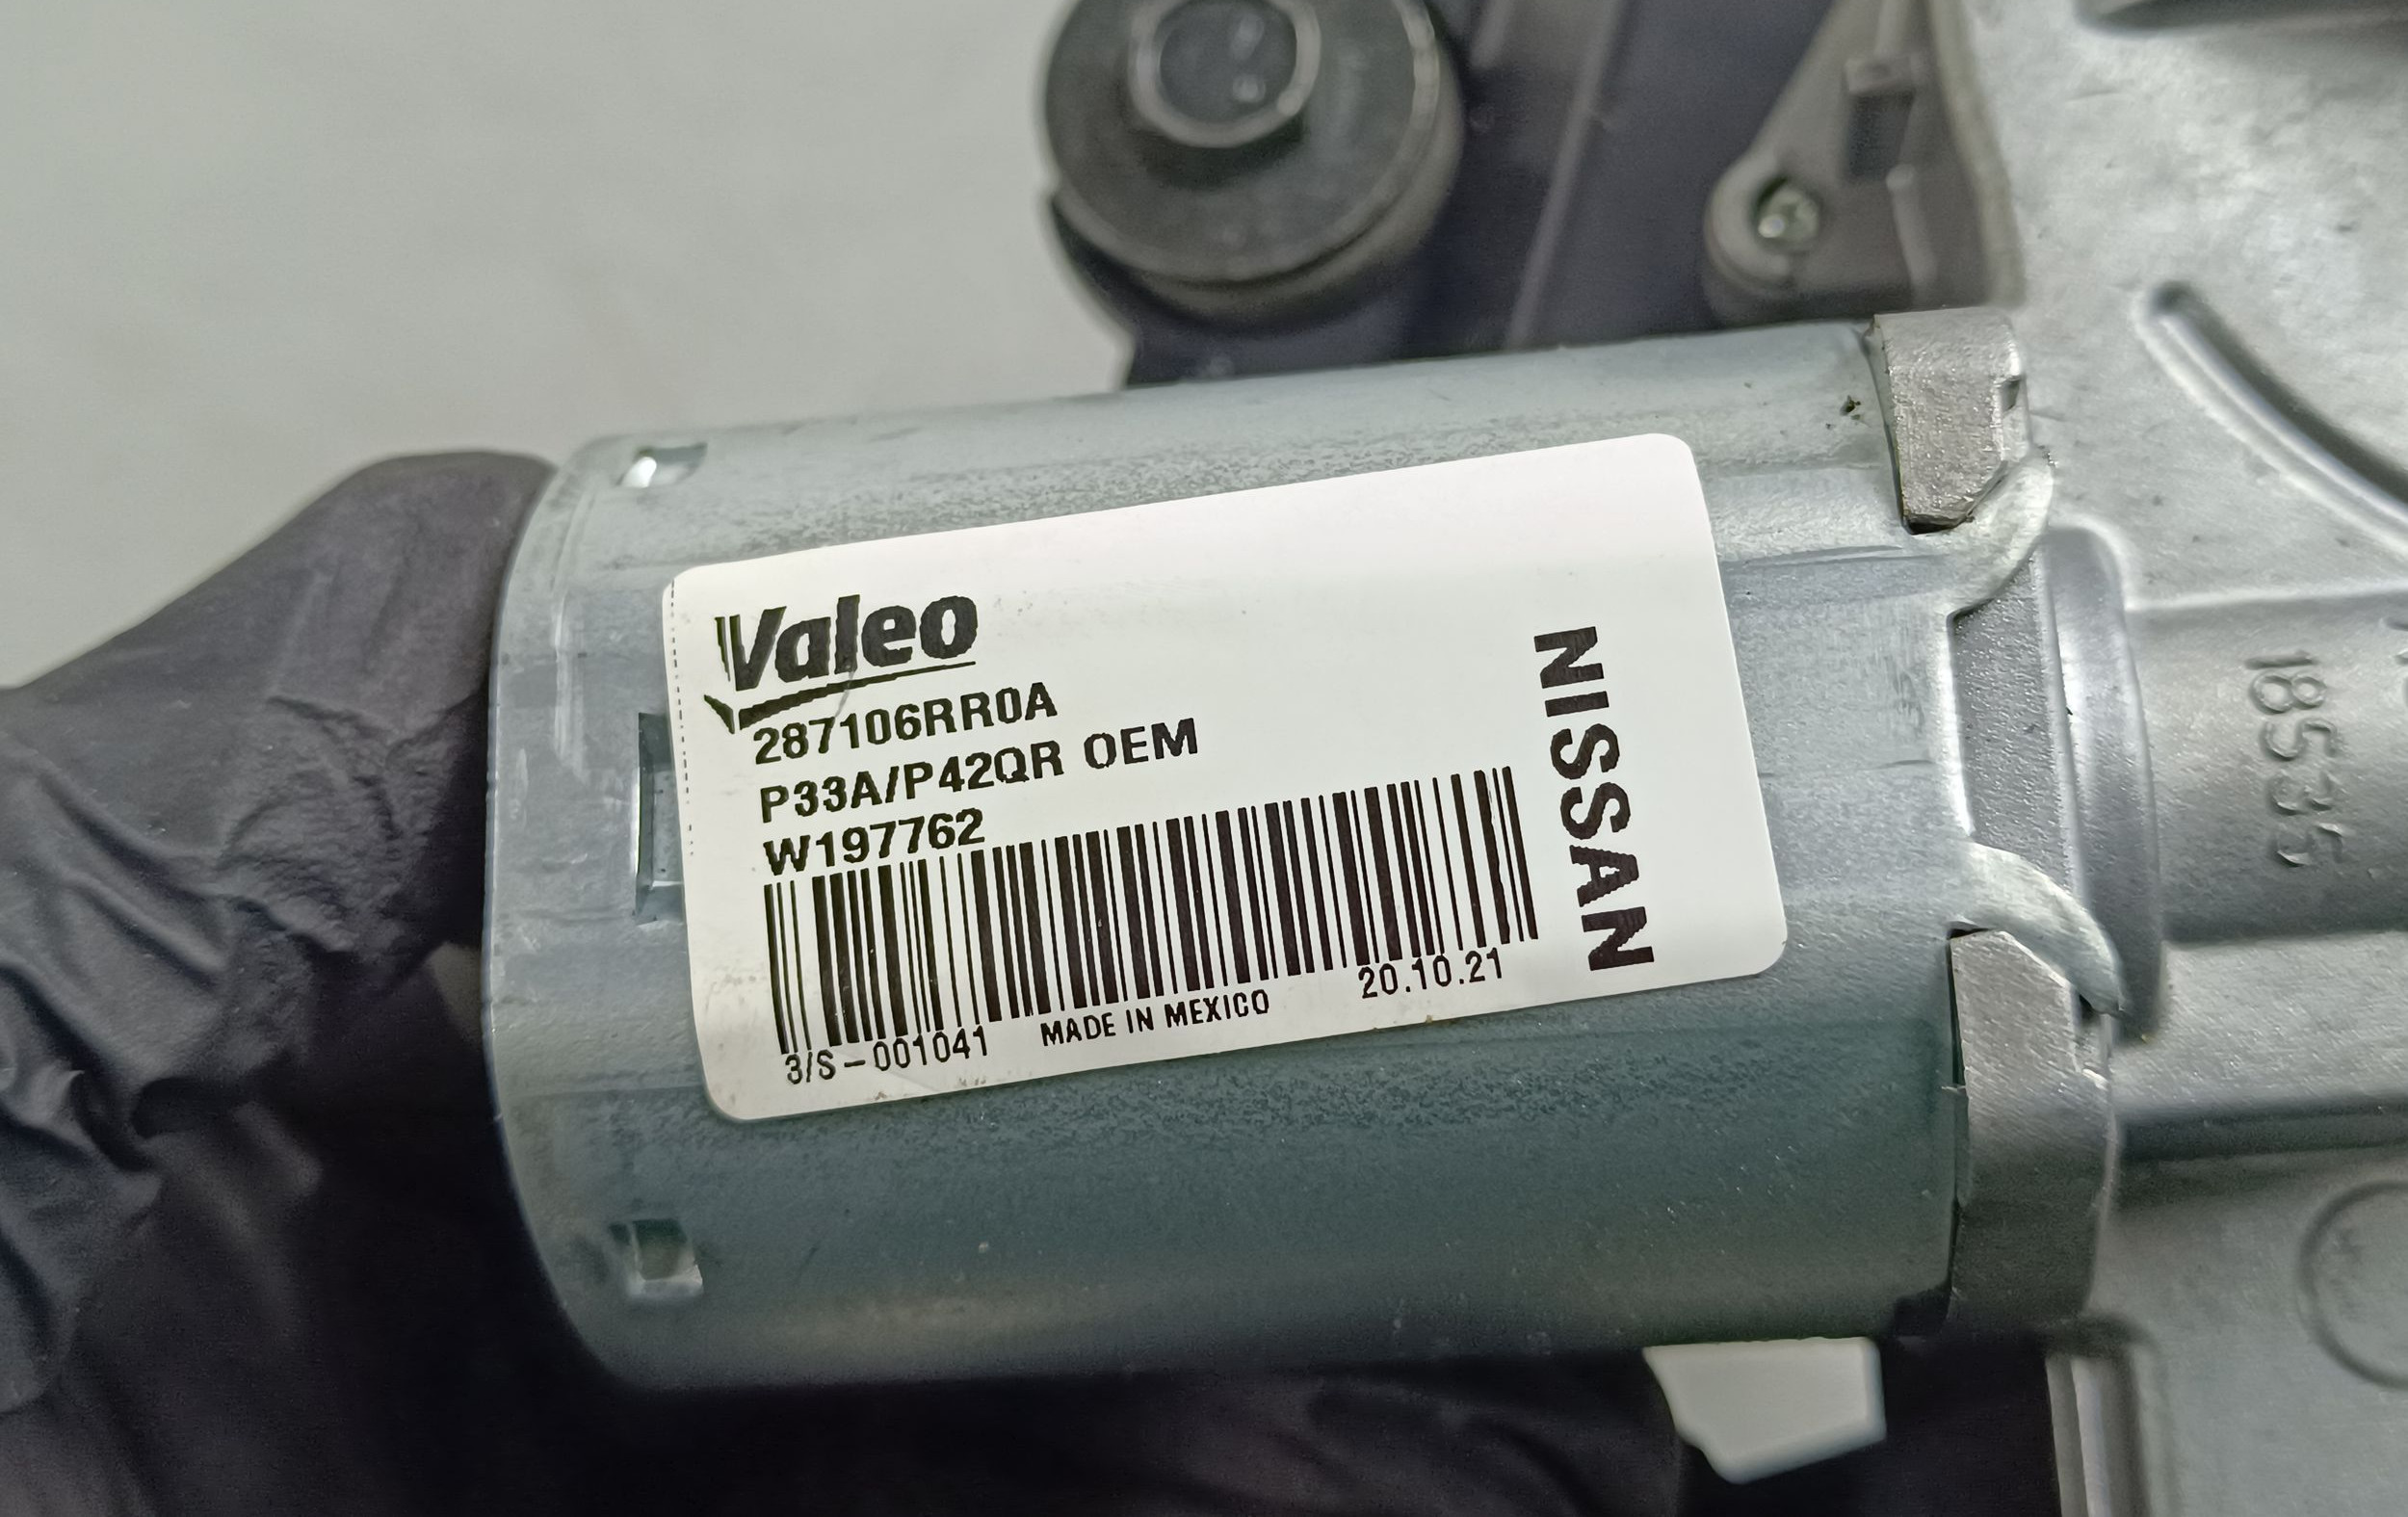 Valeo
287106RR0A
P33A/P42QR OEM
W197762
3/S-001041 MADE IN MEXICO 20.10.21
NISSAN
18535